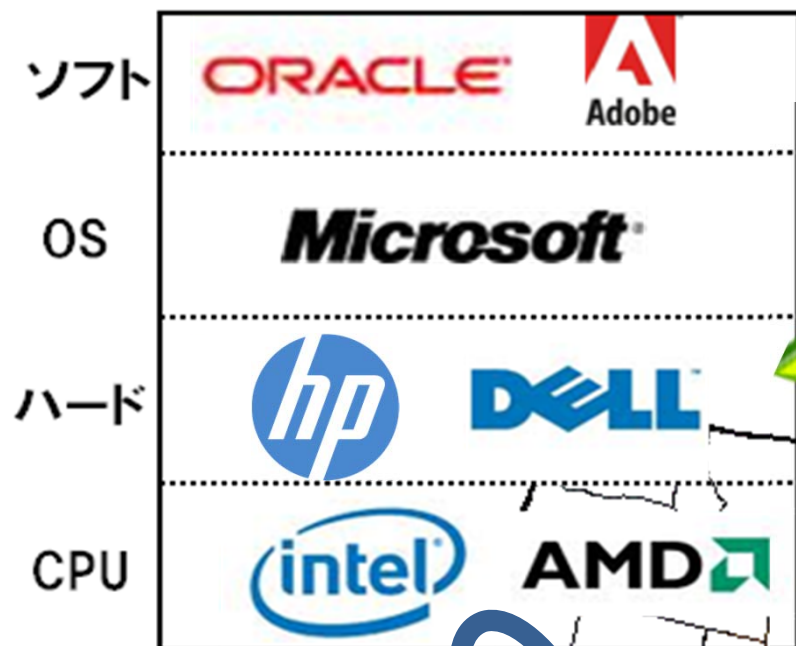 ソフト ORACLE Adobe
OS Microsoft
ハード hp DELL
CPU intel AMD